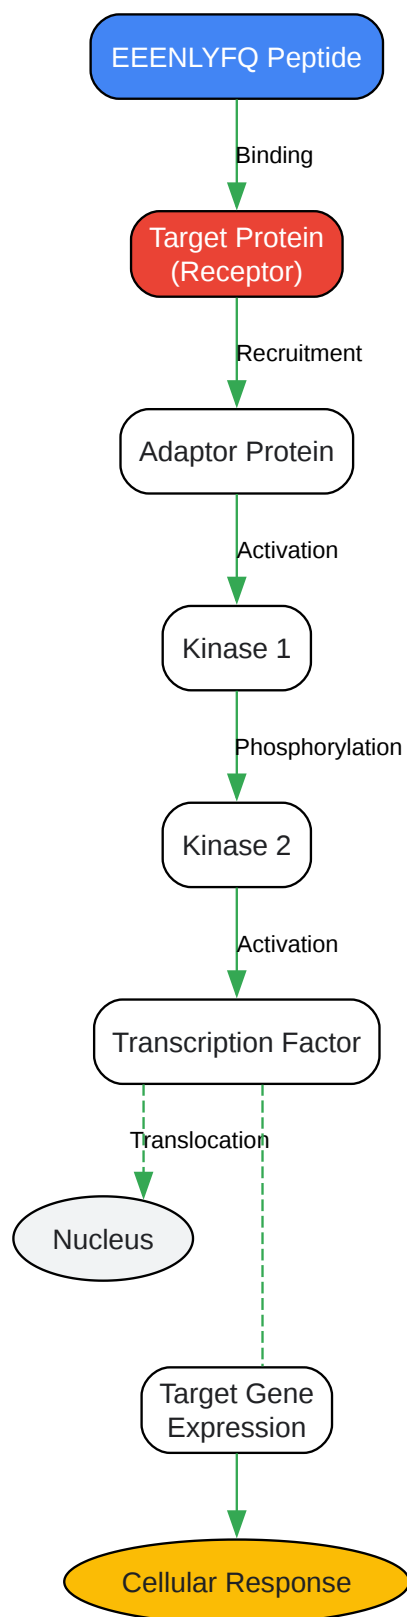 EEENLYFQ Peptide
Binding
Target Protein
(Receptor)
Recruitment
Adaptor Protein
Activation
Kinase 1
Phosphorylation
Kinase 2
Activation
Transcription Factor
Translocation
Nucleus
Target Gene
Expression
Cellular Response